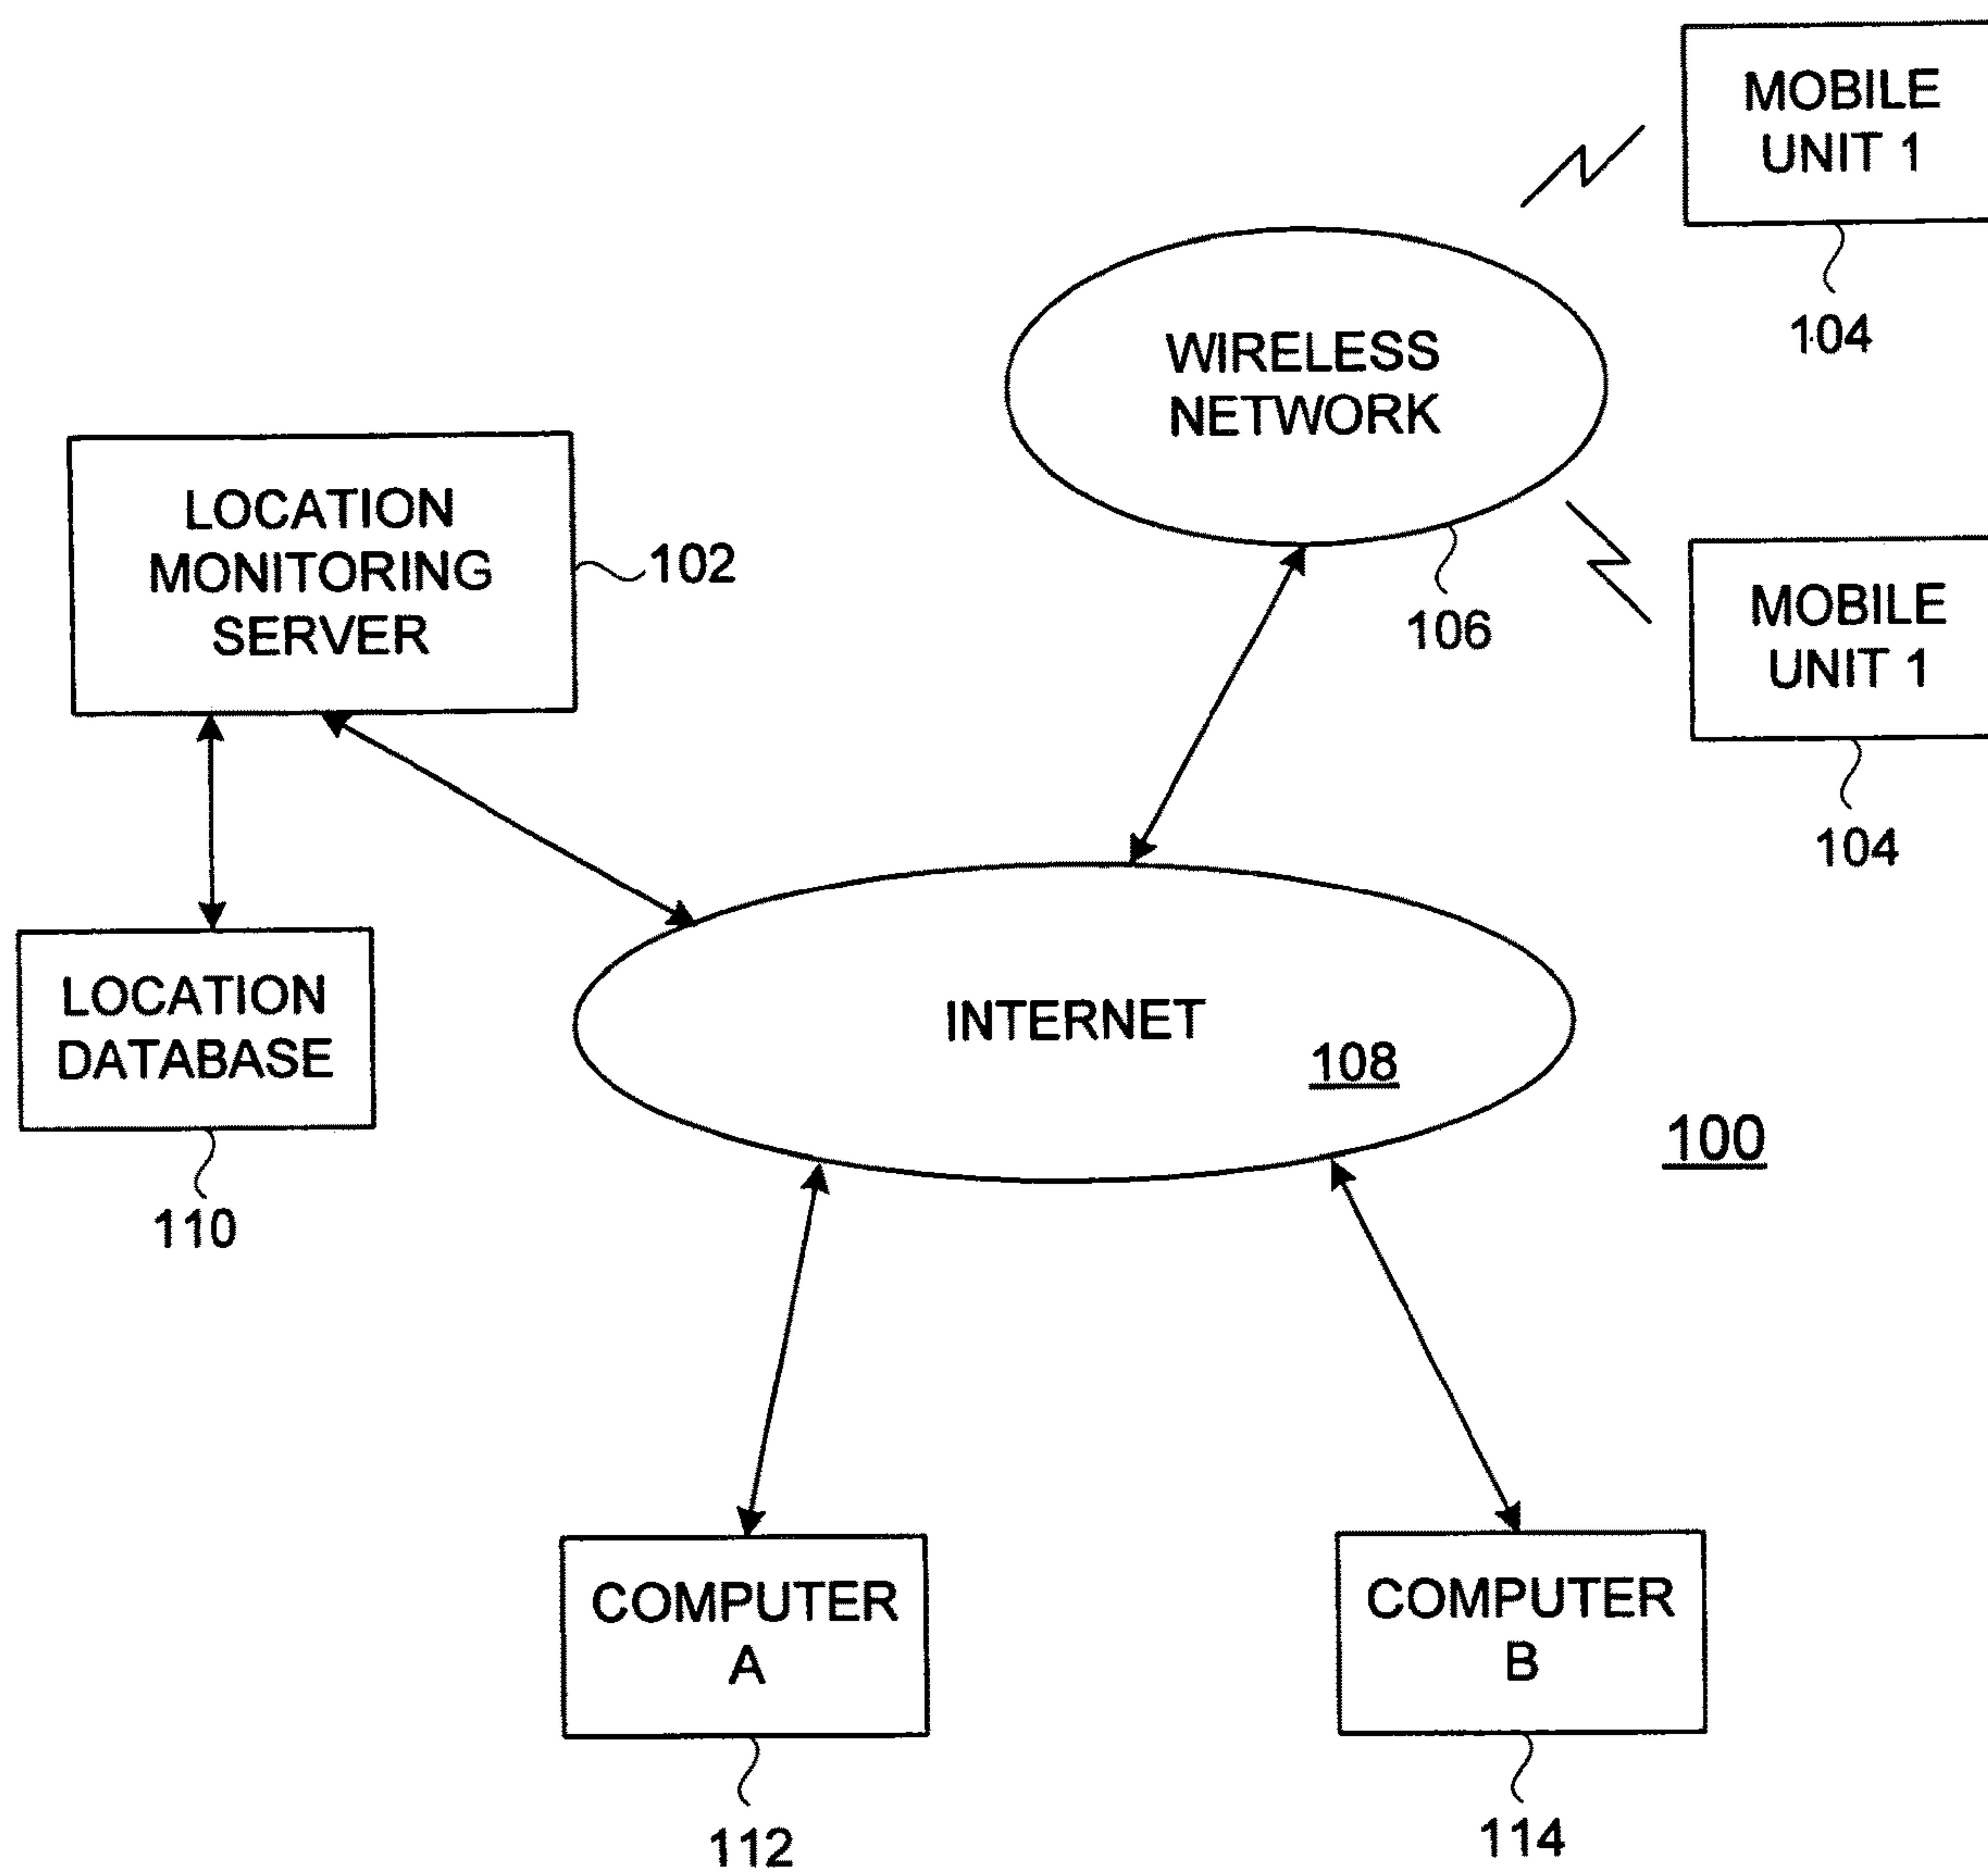 MOBILE
UNIT 1
104
WIRELESS
NETWORK
106
LOCATION
MONITORING
SERVER
102
MOBILE
UNIT 1
104
LOCATION
DATABASE
110
INTERNET
108
100
COMPUTER
A
112
COMPUTER
B
114